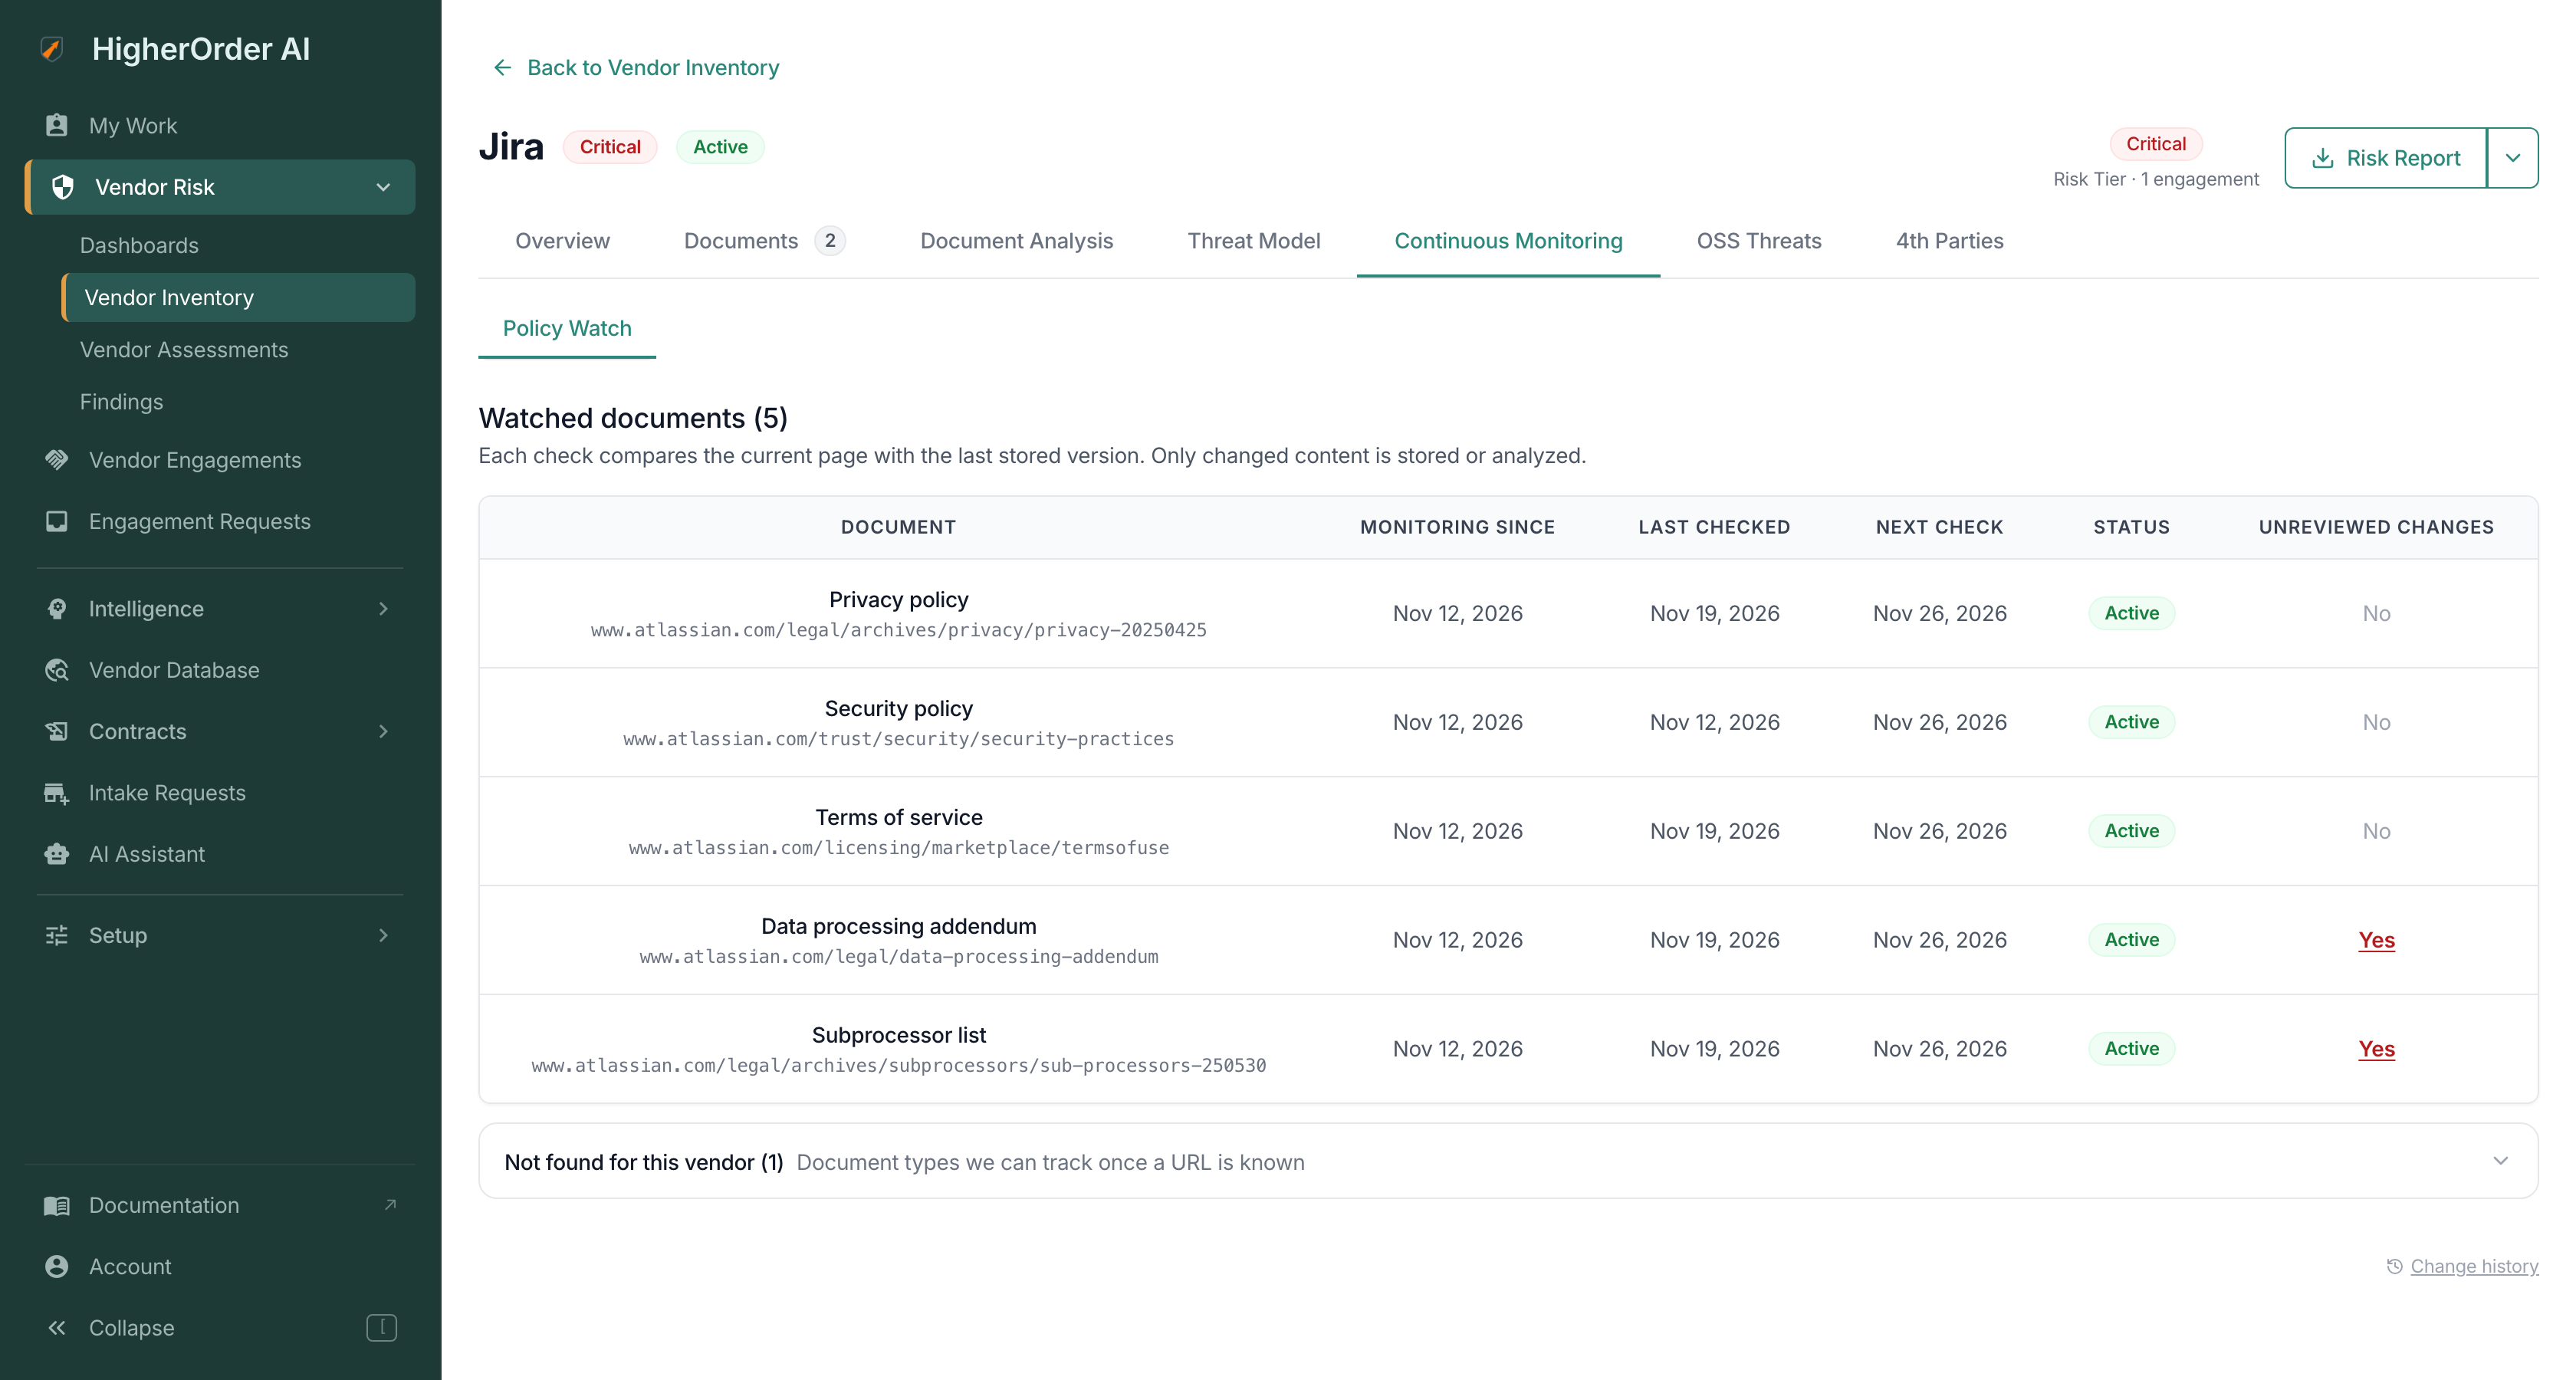 HigherOrder AI
My Work
Vendor Risk
Dashboards
Vendor Inventory
Vendor Assessments
Findings
Vendor Engagements
Engagement Requests
Intelligence
Vendor Database
Contracts
Intake Requests
AI Assistant
Setup
Documentation
Account
Collapse [
Back to Vendor Inventory
Jira Critical Active
Critical
Risk Tier · 1 engagement
Risk Report
Overview Documents 2 Document Analysis Threat Model Continuous Monitoring OSS Threats 4th Parties
Policy Watch
Watched documents (5)
Each check compares the current page with the last stored version. Only changed content is stored or analyzed.
DOCUMENT MONITORING SINCE LAST CHECKED NEXT CHECK STATUS UNREVIEWED CHANGES
Privacy policy
www.atlassian.com/legal/archives/privacy/privacy-20250425
Nov 12, 2026 Nov 19, 2026 Nov 26, 2026 Active No
Security policy
www.atlassian.com/trust/security/security-practices
Nov 12, 2026 Nov 12, 2026 Nov 26, 2026 Active No
Terms of service
www.atlassian.com/licensing/marketplace/termsofuse
Nov 12, 2026 Nov 19, 2026 Nov 26, 2026 Active No
Data processing addendum
www.atlassian.com/legal/data-processing-addendum
Nov 12, 2026 Nov 19, 2026 Nov 26, 2026 Active Yes
Subprocessor list
www.atlassian.com/legal/archives/subprocessors/sub-processors-250530
Nov 12, 2026 Nov 19, 2026 Nov 26, 2026 Active Yes
Not found for this vendor (1) Document types we can track once a URL is known
Change history